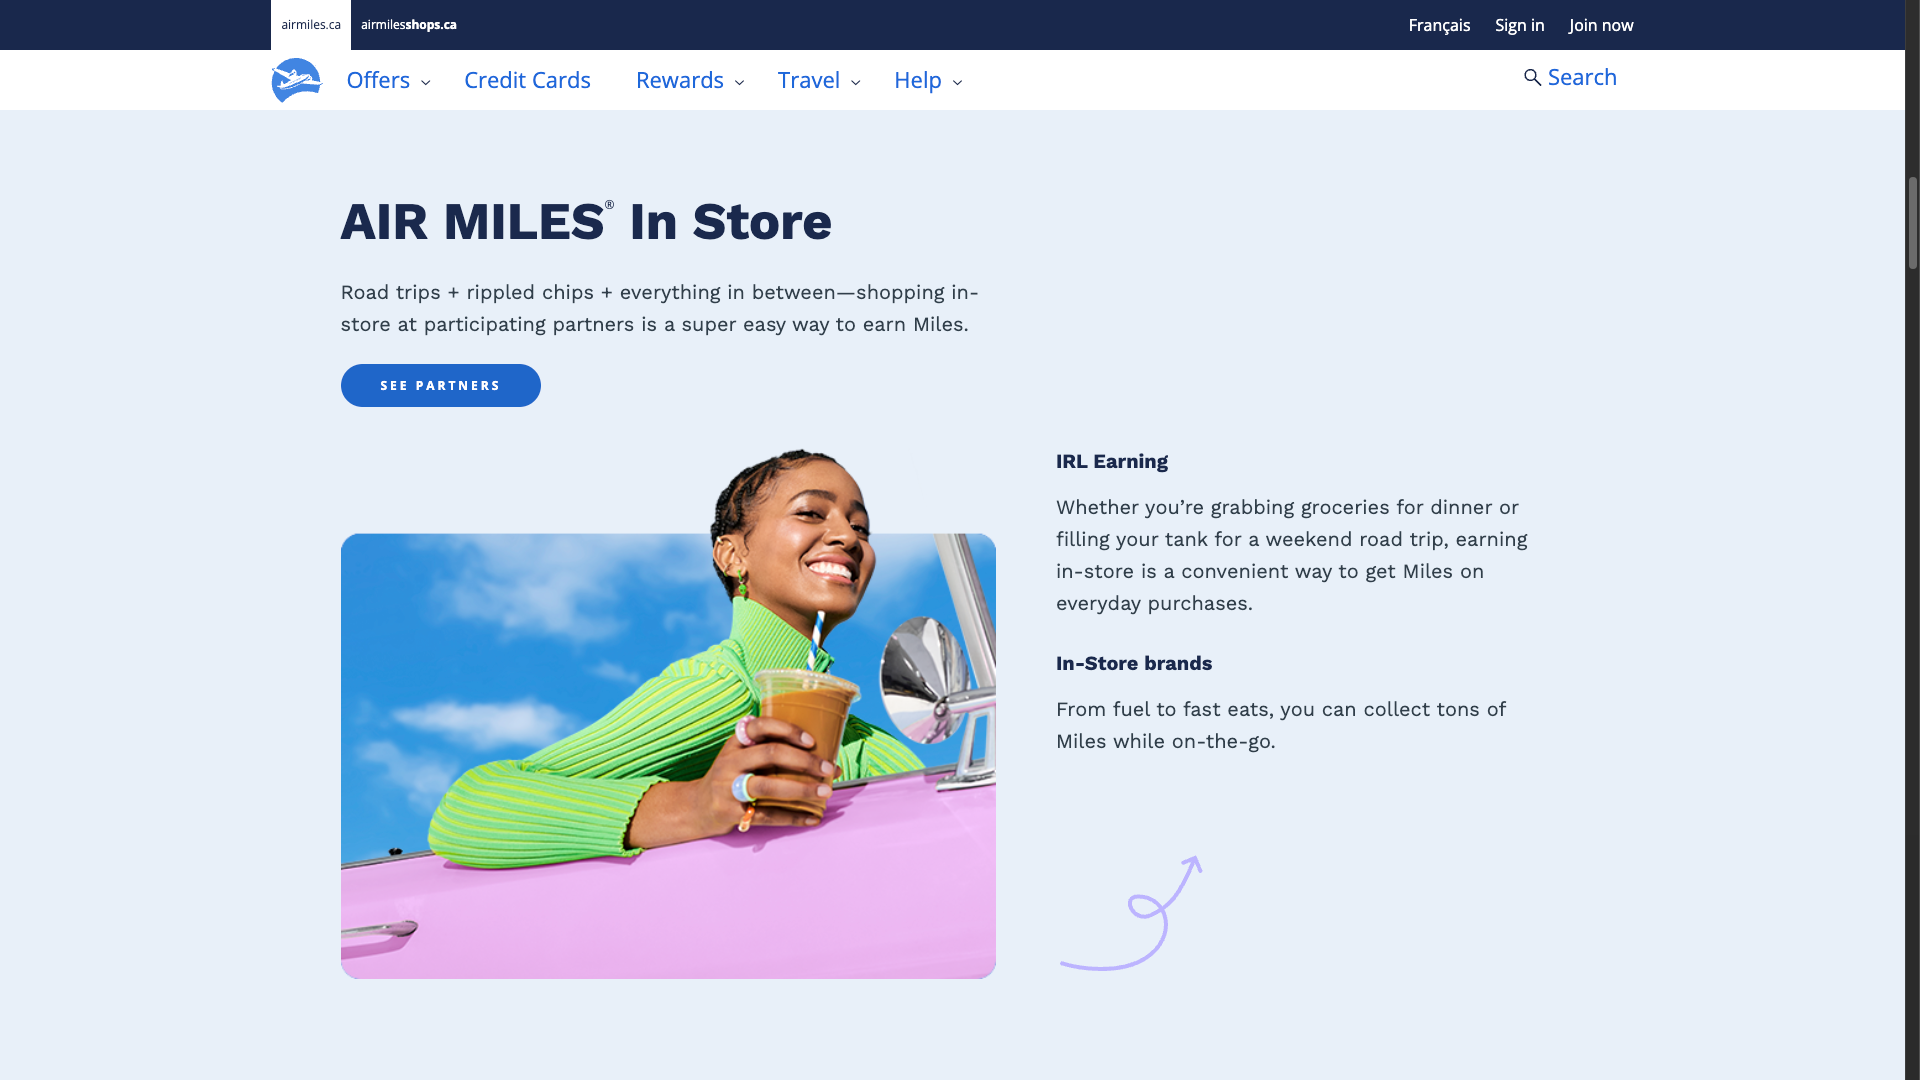 airmiles.ca
airmilesshops.ca
Français
Sign in
Join now
Offers
Credit Cards
Rewards
Travel
Help
Search
AIR MILES® In Store
Road trips + rippled chips + everything in between—shopping in-
store at participating partners is a super easy way to earn Miles.
SEE PARTNERS
IRL Earning
Whether you’re grabbing groceries for dinner or
filling your tank for a weekend road trip, earning
in-store is a convenient way to get Miles on
everyday purchases.
In-Store brands
From fuel to fast eats, you can collect tons of
Miles while on-the-go.